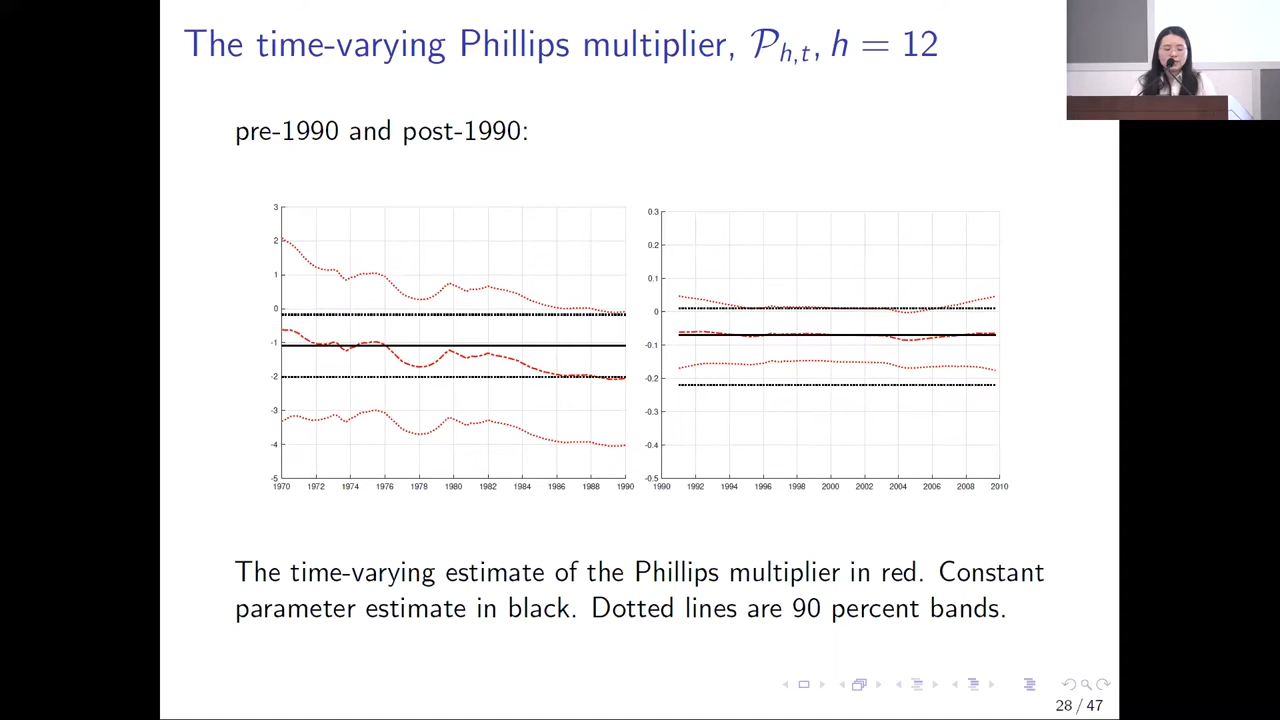 The time-varying Phillips multiplier, 𝒫h,t, h = 12
pre-1990 and post-1990:
3
2
1
0
-1
-2
-3
-4
-5
1970 1972 1974 1976 1978 1980 1982 1984 1986 1988 1990
0.3
0.2
0.1
0
-0.1
-0.2
-0.3
-0.4
-0.5
1990 1992 1994 1996 1998 2000 2002 2004 2006 2008 2010
The time-varying estimate of the Phillips multiplier in red. Constant
parameter estimate in black. Dotted lines are 90 percent bands.
28 / 47